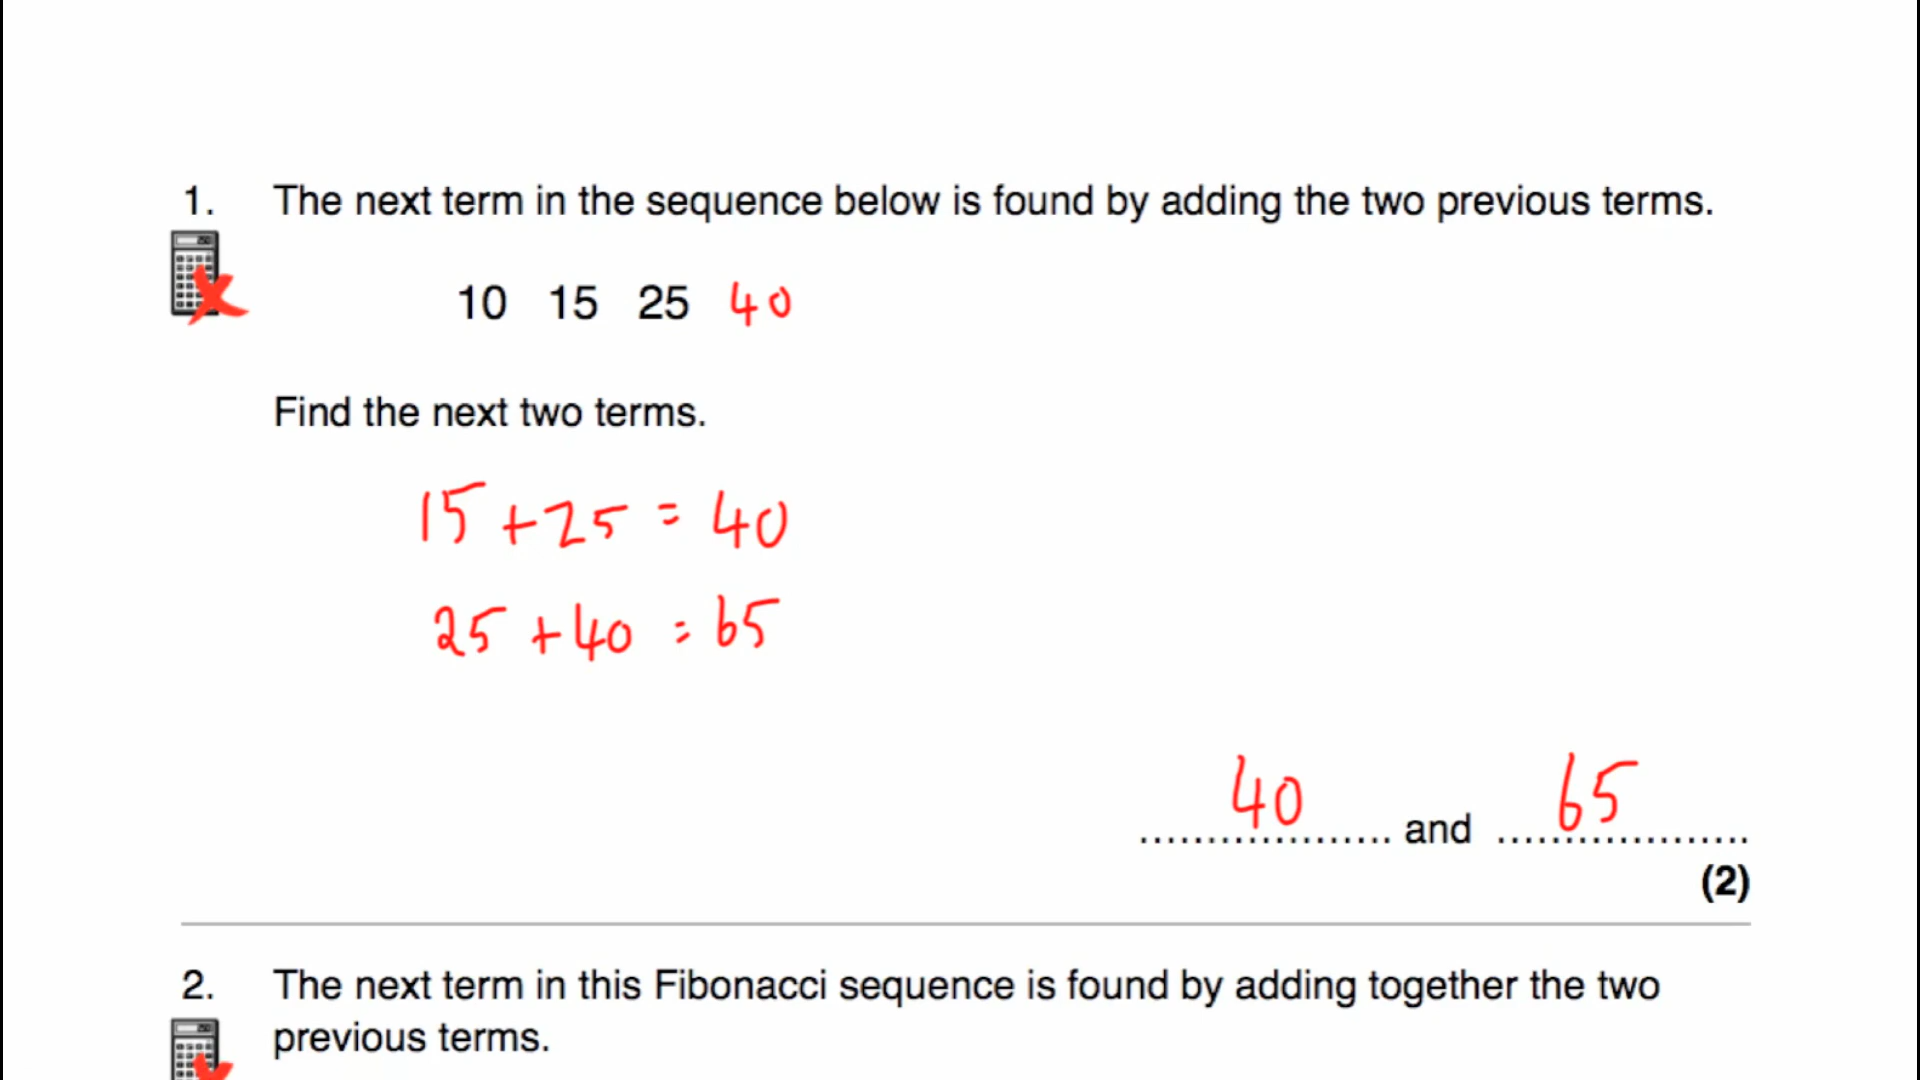 1. The next term in the sequence below is found by adding the two previous terms.
10 15 25 40
Find the next two terms.
15 + 25 = 40
25 + 40 = 65
40 and 65
(2)
2. The next term in this Fibonacci sequence is found by adding together the two
previous terms.